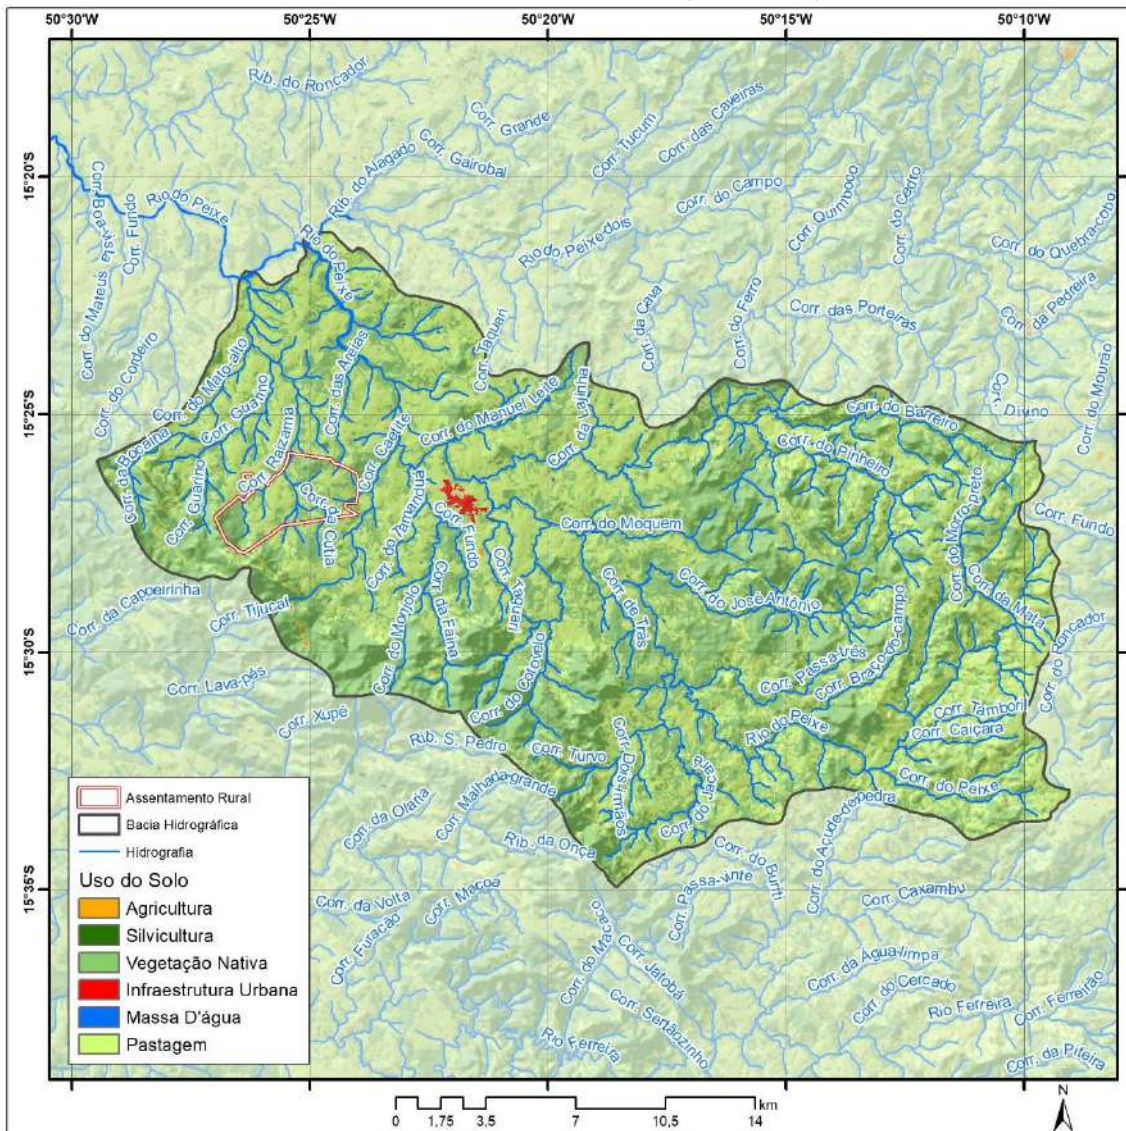 50°25'W
50°20'W
50°15'W
50°10'W
50°30'W
Rib. do Roncador
Corr. Grande
Corr. Tucum
Corr. das Caveiras
Corr. Gairobal
Rib. do Alagado
15°20'S
Corr. Boa-vista
Corr. Fundo
Rio do Peixe
Corr. do Campo
Corr. Quimboco
Corr. do Cedro
Corr. do Quebra-cobo
Rio do Peixe
Rio do Peixe-dois
Corr. do Mateus
Corr. da Pedreira
Corr. da Cava
Corr. do Ferro
Corr. das Porteiras
Corr. do Cordeiro
Corr. do Mato-alto
Corr. das Areias
Corr. Jaquari
Corr. do Mourão
Corr. Divino
15°25'S
Corr. Guarino
Corr. do Manuel Leite
Corr. da Lajinha
Corr. do Barreiro
Corr. da Bocaina
Corr. Raizama
Corr. Caetite
Corr. do Pinheiro
Corr. Guarino
Corr. da Cutia
Corr. do Tamandua
Corr. Fundo
Corr. do Moquem
Corr. do Morro-preto
Corr. Fundo
Corr. da Capoeirinha
Corr. Tijucal
Corr. do Monjolo
Corr. da Faina
Corr. Taquari
Corr. de Trás
Corr. do José Antônio
Corr. da Mata
15°30'S
Corr. Lava-pés
Corr. do Cotovelo
Corr. Passa-três
Corr. Braço-do-campo
Corr. do Roncador
Corr. Xupé
Rib. S. Pedro
Corr. Turvo
Rio do Peixe
Corr. Tambori
Corr. Caiçara
Corr. Dois Irmãos
Corr. do Jacaré
Corr. do Peixe
Corr. Malhada-grande
Corr. da Olaria
Rib. da Onça
Corr. do Buriti
Corr. do Açude-de-pedra
15°35'S
Corr. da Volta
Corr. Macoa
Corr. Passa-vinte
Corr. Caxambu
Corr. Furacão
Corr. do Macaco
Corr. Jatobá
Corr. da Água-limpa
Corr. do Cercado
Corr. Sertãozinho
Rio Ferreira
Rio Ferreira
Corr. Ferreirão
Corr. da Piteira
Assentamento Rural
Bacia Hidrográfica
Hidrografia
Uso do Solo
Agricultura
Silvicultura
Vegetação Nativa
Infraestrutura Urbana
Massa D'água
Pastagem
0 1,75 3,5 7 10,5 14 km
N